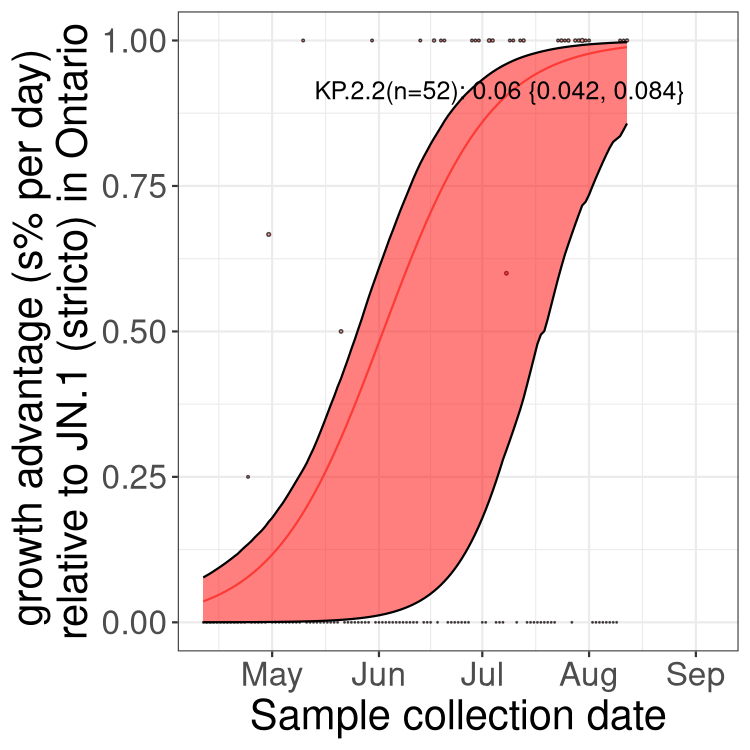 growth advantage (s% per day)
relative to JN.1 (stricto) in Ontario
1.00
0.75
0.50
0.25
0.00
KP.2.2(n=52): 0.06 {0.042, 0.084}
May Jun Jul Aug Sep
Sample collection date